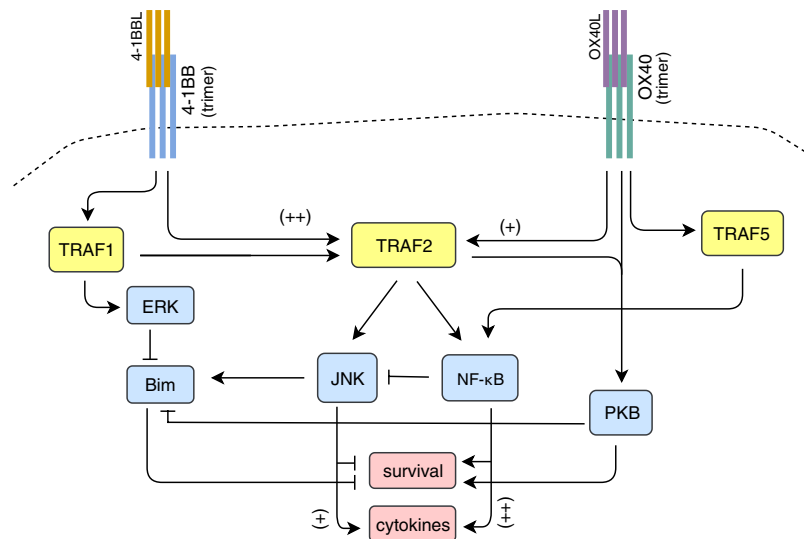 4-1BBL
4-1BB
(trimer)
OX40L
OX40
(trimer)
(++)
(+)
TRAF1
TRAF2
TRAF5
ERK
Bim
JNK
NF-κB
PKB
survival
(+)
cytokines
(++)